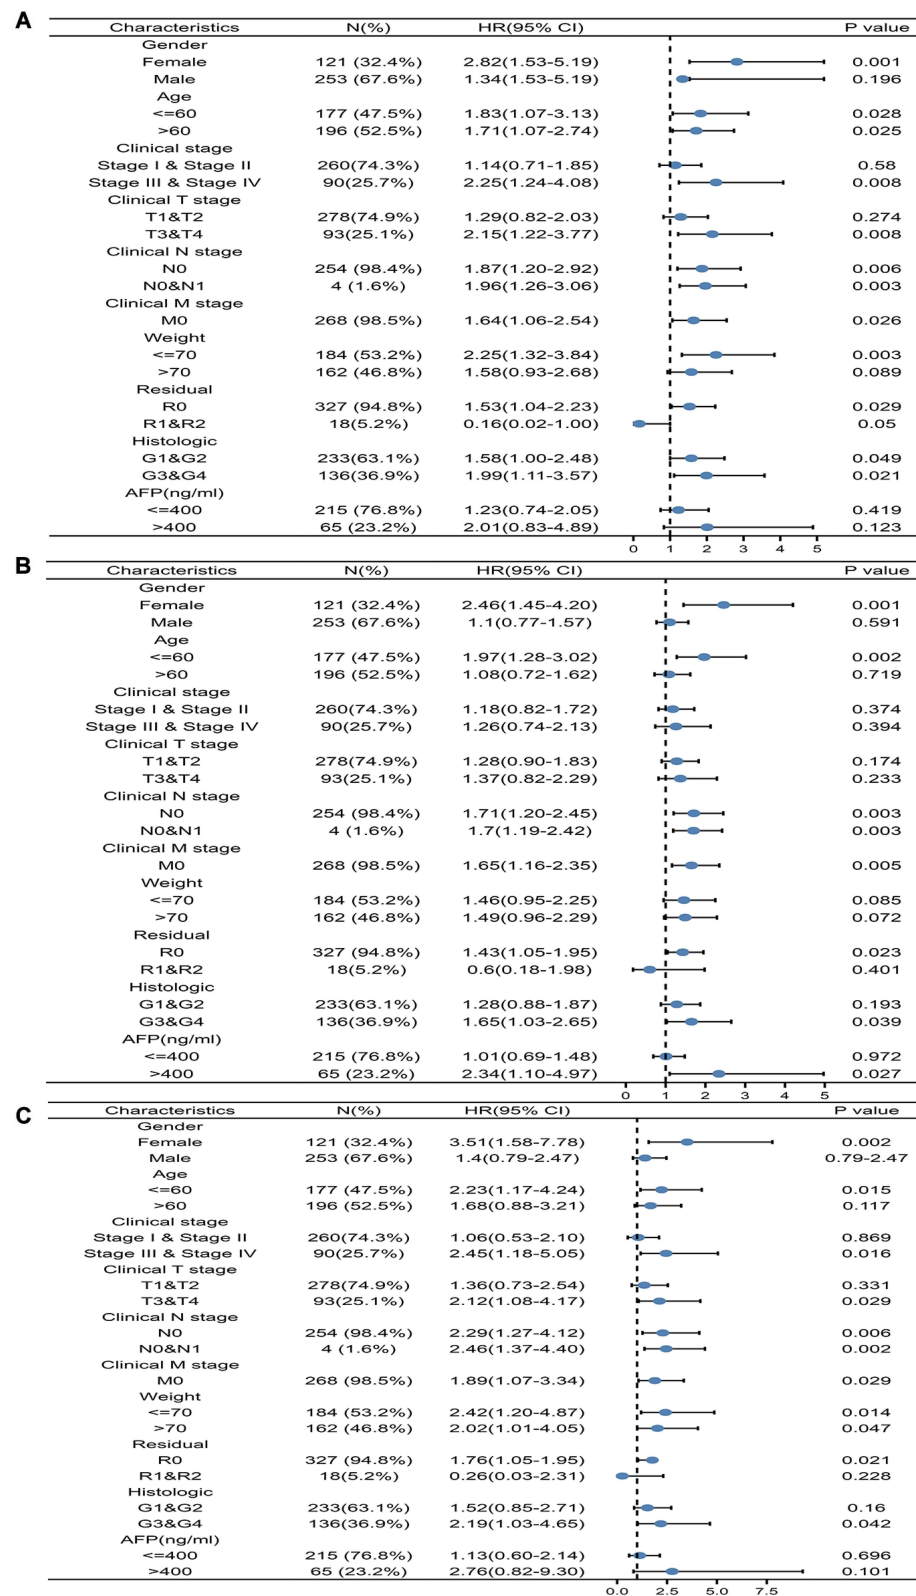 A
Characteristics N(%) HR(95% CI) P value
Gender
Female 121 (32.4%) 2.82(1.53-5.19) 0.001
Male 253 (67.6%) 1.34(1.53-5.19) 0.196
Age
<=60 177 (47.5%) 1.83(1.07-3.13) 0.028
>60 196 (52.5%) 1.71(1.07-2.74) 0.025
Clinical stage
Stage I & Stage II 260(74.3%) 1.14(0.71-1.85) 0.58
Stage III & Stage IV 90(25.7%) 2.25(1.24-4.08) 0.008
Clinical T stage
T1&T2 278(74.9%) 1.29(0.82-2.03) 0.274
T3&T4 93(25.1%) 2.15(1.22-3.77) 0.008
Clinical N stage
N0 254 (98.4%) 1.87(1.20-2.92) 0.006
N0&N1 4 (1.6%) 1.96(1.26-3.06) 0.003
Clinical M stage
M0 268 (98.5%) 1.64(1.06-2.54) 0.026
Weight
<=70 184 (53.2%) 2.25(1.32-3.84) 0.003
>70 162 (46.8%) 1.58(0.93-2.68) 0.089
Residual
R0 327 (94.8%) 1.53(1.04-2.23) 0.029
R1&R2 18(5.2%) 0.16(0.02-1.00) 0.05
Histologic
G1&G2 233(63.1%) 1.58(1.00-2.48) 0.049
G3&G4 136(36.9%) 1.99(1.11-3.57) 0.021
AFP(ng/ml)
<=400 215 (76.8%) 1.23(0.74-2.05) 0.419
>400 65 (23.2%) 2.01(0.83-4.89) 0.123
0 1 2 3 4 5
B
Characteristics N(%) HR(95% CI) P value
Gender
Female 121 (32.4%) 2.46(1.45-4.20) 0.001
Male 253 (67.6%) 1.1(0.77-1.57) 0.591
Age
<=60 177 (47.5%) 1.97(1.28-3.02) 0.002
>60 196 (52.5%) 1.08(0.72-1.62) 0.719
Clinical stage
Stage I & Stage II 260(74.3%) 1.18(0.82-1.72) 0.374
Stage III & Stage IV 90(25.7%) 1.26(0.74-2.13) 0.394
Clinical T stage
T1&T2 278(74.9%) 1.28(0.90-1.83) 0.174
T3&T4 93(25.1%) 1.37(0.82-2.29) 0.233
Clinical N stage
N0 254 (98.4%) 1.71(1.20-2.45) 0.003
N0&N1 4 (1.6%) 1.7(1.19-2.42) 0.003
Clinical M stage
M0 268 (98.5%) 1.65(1.16-2.35) 0.005
Weight
<=70 184 (53.2%) 1.46(0.95-2.25) 0.085
>70 162 (46.8%) 1.49(0.96-2.29) 0.072
Residual
R0 327 (94.8%) 1.43(1.05-1.95) 0.023
R1&R2 18(5.2%) 0.6(0.18-1.98) 0.401
Histologic
G1&G2 233(63.1%) 1.28(0.88-1.87) 0.193
G3&G4 136(36.9%) 1.65(1.03-2.65) 0.039
AFP(ng/ml)
<=400 215 (76.8%) 1.01(0.69-1.48) 0.972
>400 65 (23.2%) 2.34(1.10-4.97) 0.027
0 1 2 3 4 5
C
Characteristics N(%) HR(95% CI) P value
Gender
Female 121 (32.4%) 3.51(1.58-7.78) 0.002
Male 253 (67.6%) 1.4(0.79-2.47) 0.79-2.47
Age
<=60 177 (47.5%) 2.23(1.17-4.24) 0.015
>60 196 (52.5%) 1.68(0.88-3.21) 0.117
Clinical stage
Stage I & Stage II 260(74.3%) 1.06(0.53-2.10) 0.869
Stage III & Stage IV 90(25.7%) 2.45(1.18-5.05) 0.016
Clinical T stage
T1&T2 278(74.9%) 1.36(0.73-2.54) 0.331
T3&T4 93(25.1%) 2.12(1.08-4.17) 0.029
Clinical N stage
N0 254 (98.4%) 2.29(1.27-4.12) 0.006
N0&N1 4 (1.6%) 2.46(1.37-4.40) 0.002
Clinical M stage
M0 268 (98.5%) 1.89(1.07-3.34) 0.029
Weight
<=70 184 (53.2%) 2.42(1.20-4.87) 0.014
>70 162 (46.8%) 2.02(1.01-4.05) 0.047
Residual
R0 327 (94.8%) 1.76(1.05-1.95) 0.021
R1&R2 18(5.2%) 0.26(0.03-2.31) 0.228
Histologic
G1&G2 233(63.1%) 1.52(0.85-2.71) 0.16
G3&G4 136(36.9%) 2.19(1.03-4.65) 0.042
AFP(ng/ml)
<=400 215 (76.8%) 1.13(0.60-2.14) 0.696
>400 65 (23.2%) 2.76(0.82-9.30) 0.101
0.0 2.5 5.0 7.5